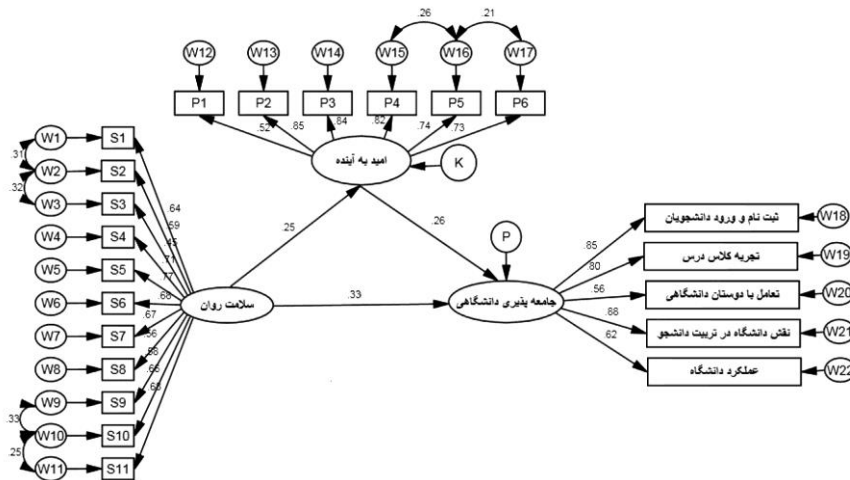 .26 .21
W12 W13 W14 W15 W16 W17
P1 P2 P3 P4 P5 P6
.52 .85 .84 .82 .74 .73
امید به آینده
K
W1 S1
.31
W2 S2
.32
W3 S3
W4 S4
W5 S5
W6 S6
W7 S7
W8 S8
W9 S9
.33
W10 S10
.25
W11 S11
.64
.59
.45
.71
.77
.68
.67
.56
.66
.63
سلامت روان
.25
.26
.33
P
جامعه پذیری دانشگاهی
.85
ثبت نام و ورود دانشجویان
W18
.80
تجربه کلاس درس
W19
.56
تعامل با دوستان دانشگاهی
W20
.88
نقش دانشگاه در تربیت دانشجو
W21
.62
عملکرد دانشگاه
W22